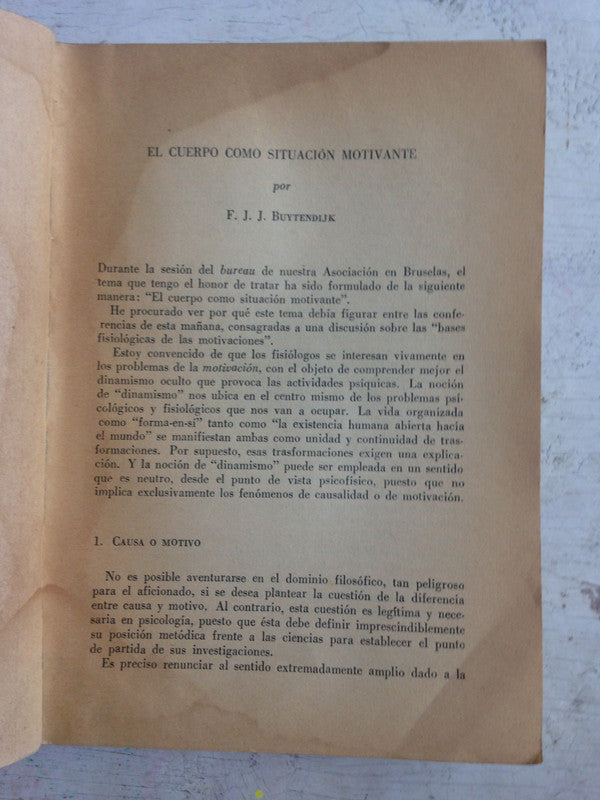 EL CUERPO COMO SITUACIÓN MOTIVANTE
por
F. J. J. BUYTENDIJK
Durante la sesión del bureau de nuestra Asociación en Bruselas, el
tema que tengo el honor de tratar ha sido formulado de la siguiente
manera: “El cuerpo como situación motivante”.
He procurado ver por qué este tema debía figurar entre las confe-
rencias de esta mañana, consagradas a una discusión sobre las “bases
fisiológicas de las motivaciones”.
Estoy convencido de que los fisiólogos se interesan vivamente en
los problemas de la motivación, con el objeto de comprender mejor el
dinamismo oculto que provoca las actividades psíquicas. La noción
de “dinamismo” nos ubica en el centro mismo de los problemas psi-
cológicos y fisiológicos que nos van a ocupar. La vida organizada
como “forma-en-sí” tanto como “la existencia humana abierta hacia
el mundo” se manifiestan ambas como unidad y continuidad de tras-
formaciones. Por supuesto, esas trasformaciones exigen una explica-
ción. Y la noción de “dinamismo” puede ser empleada en un sentido
que es neutro, desde el punto de vista psicofísico, puesto que no
implica exclusivamente los fenómenos de causalidad o de motivación.
1. CAUSA O MOTIVO
No es posible aventurarse en el dominio filosófico, tan peligroso
para el aficionado, si se desea plantear la cuestión de la diferencia
entre causa y motivo. Al contrario, esta cuestión es legítima y nece-
saria en psicología, puesto que ésta debe definir imprescindiblemente
su posición metódica frente a las ciencias para establecer el punto
de partida de sus investigaciones.
Es preciso renunciar al sentido extremadamente amplio dado a la